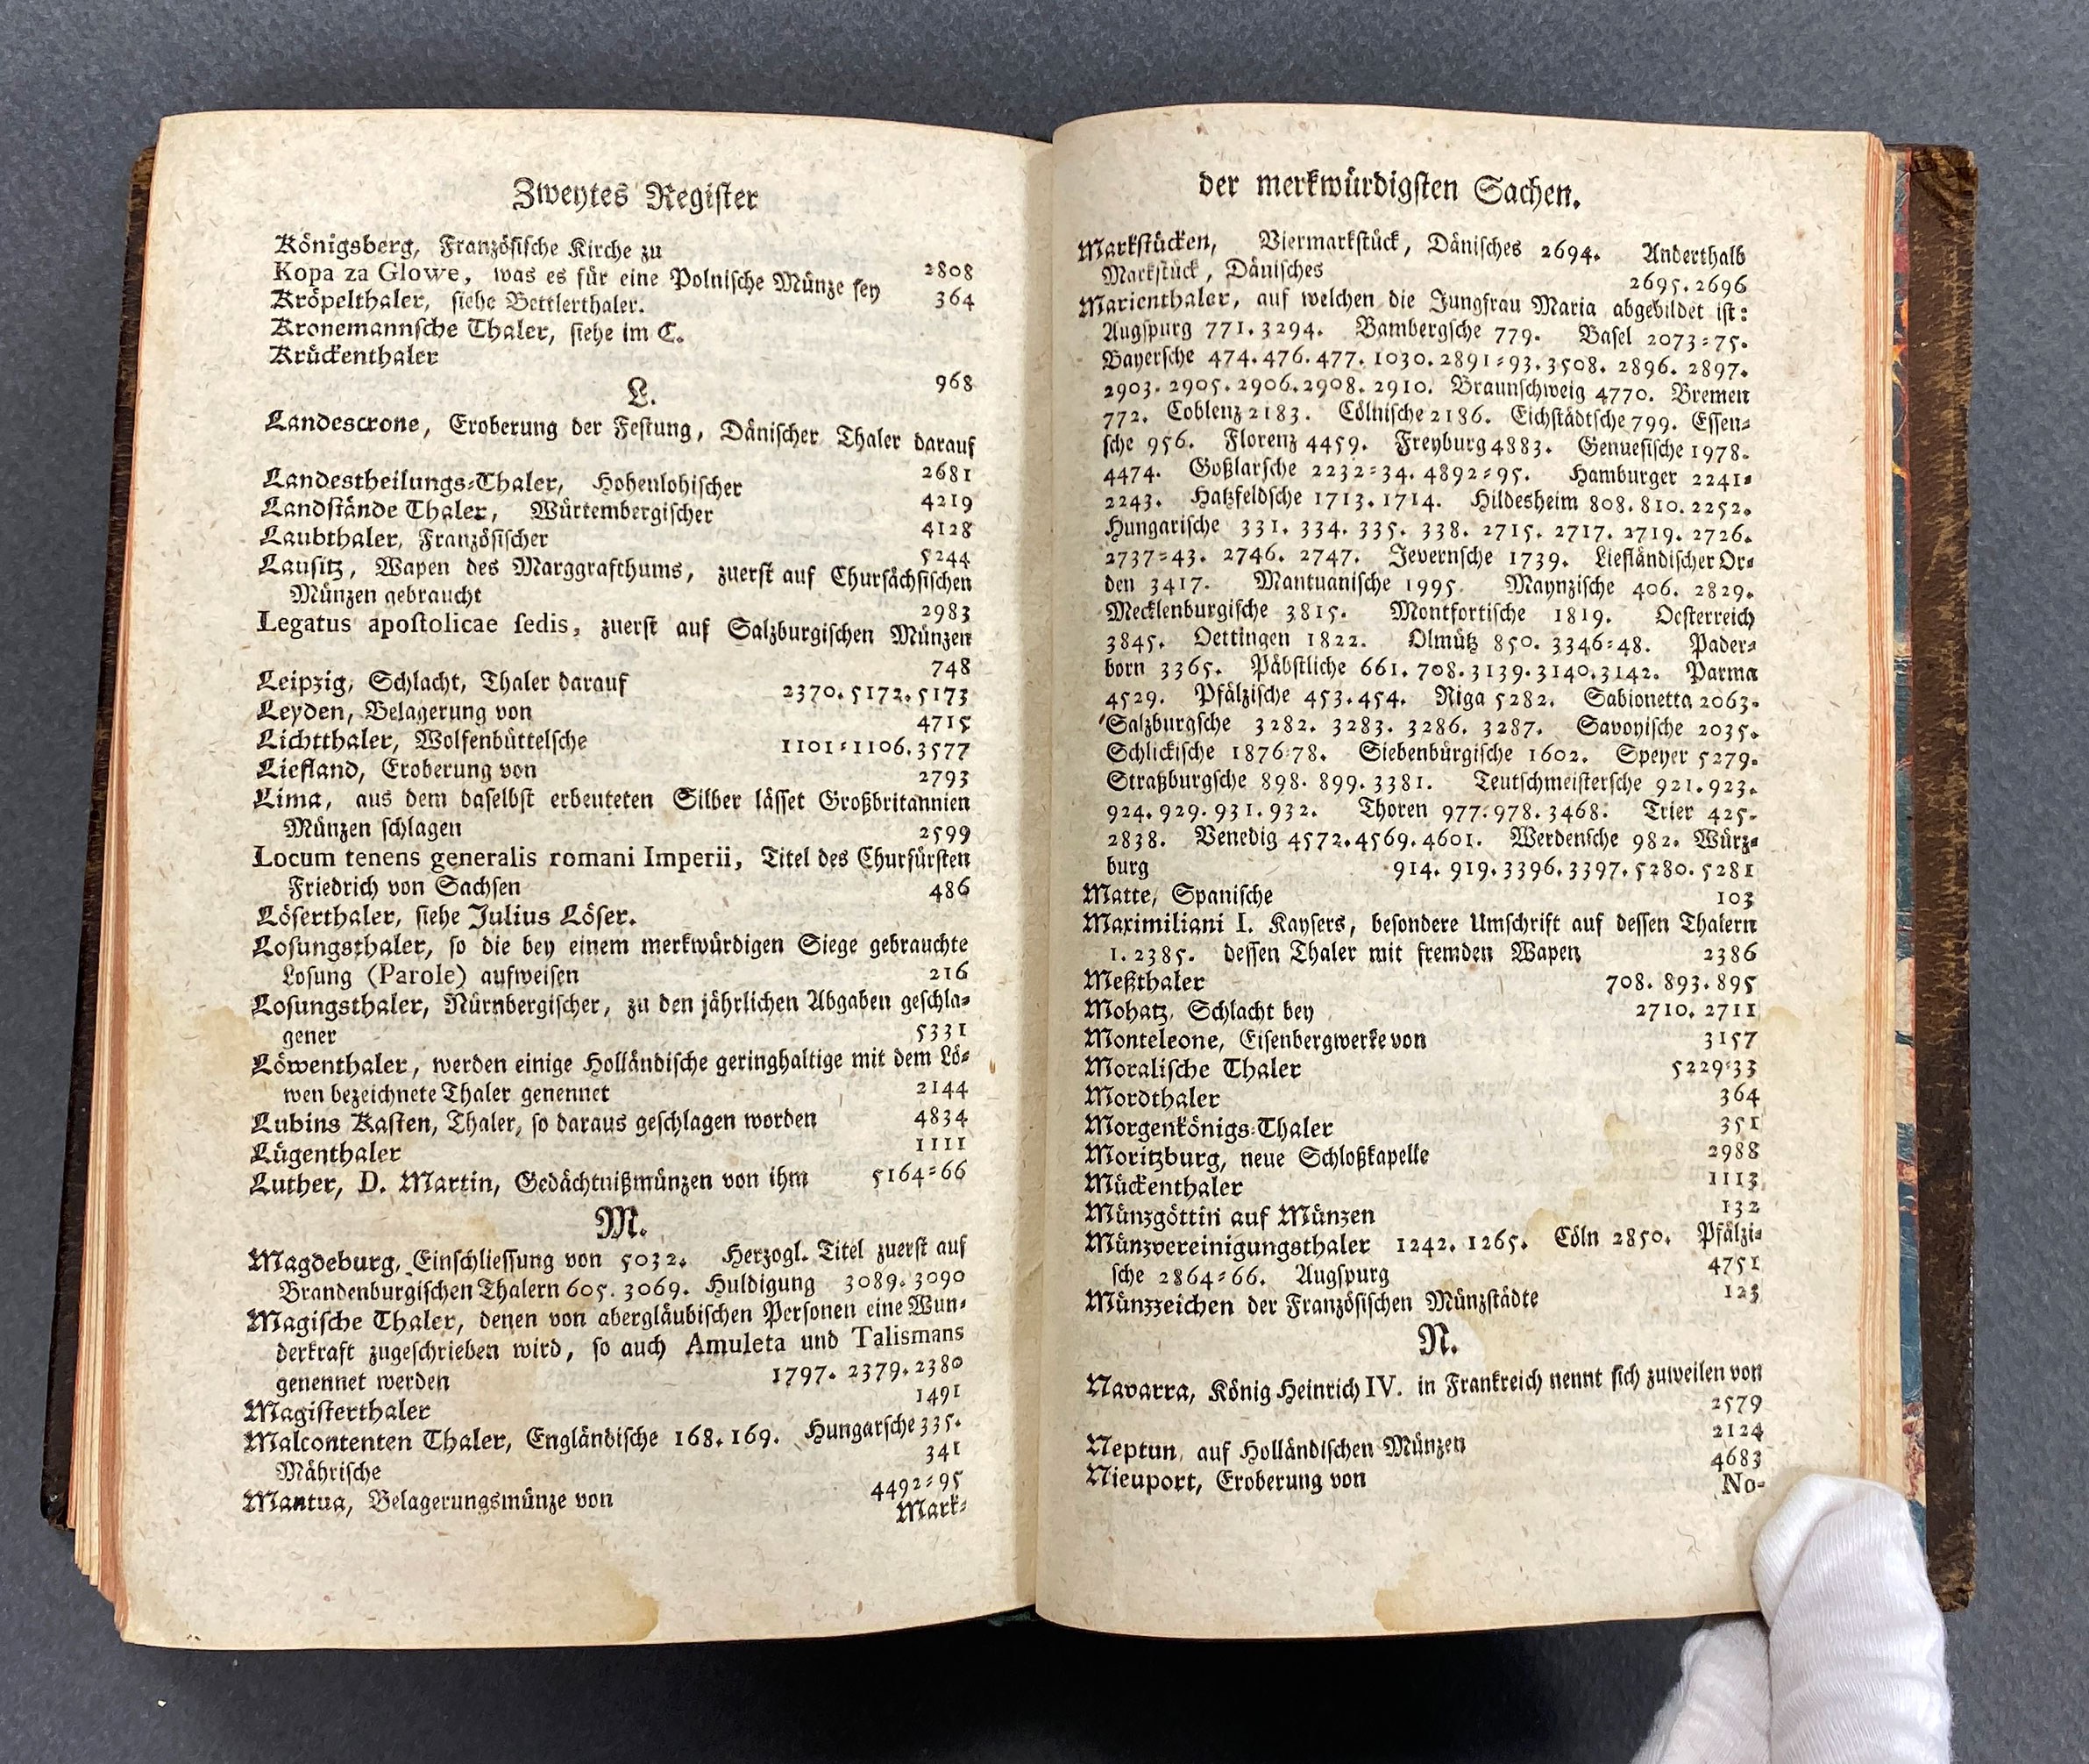 Zweytes Register
Königsberg, Französische Kirche zu 2808
Kopa za Glowe, was es für eine Polnische Münze sey 364
Kröpelthaler, siehe Bettlerthaler.
Kronemannsche Thaler, siehe im C.
Krückenthaler 968
L.
Landescrone, Eroberung der Festung, Dänischer Thaler darauf
2681
Landestheilungs-Thaler, Hohenlohischer 4219
Landstände Thaler, Würtembergischer 4128
Laubthaler, Französischer 5244
Lausitz, Wapen des Marggrafthums, zuerst auf Chursächsischen
Münzen gebraucht 2983
Legatus apostolicae sedis, zuerst auf Salzburgischen Münzen
748
Leipzig, Schlacht, Thaler darauf 2370. 5172. 5173
Leyden, Belagerung von 4715
Lichtthaler, Wolfenbüttelsche 1101-1106. 3577
Liefland, Eroberung von 2793
Lima, aus dem daselbst erbeuteten Silber lässet Großbritannien
Münzen schlagen 2599
Locum tenens generalis romani Imperii, Titel des Churfürsten
Friedrich von Sachsen 486
Löserthaler, siehe Julius Löser.
Losungsthaler, so die bey einem merkwürdigen Siege gebrauchte
Losung (Parole) aufweisen 216
Losungsthaler, Nürnbergischer, zu den jährlichen Abgaben geschla-
gener 5331
Löwenthaler, werden einige Holländische geringhaltige mit dem Lö-
wen bezeichnete Thaler genennet 2144
Lubins Kasten, Thaler, so daraus geschlagen worden 4834
Lügenthaler 1111
Luther, D. Martin, Gedächtnißmünzen von ihm 5164-66
M.
Magdeburg, Einschliessung von 5032. Herzogl. Titel zuerst auf
Brandenburgischen Thalern 605. 3069. Huldigung 3089. 3090
Magische Thaler, denen von abergläubischen Personen eine Wun-
derkraft zugeschrieben wird, so auch Amuleta und Talismans
genennet werden 1797. 2379. 2380
Magisterthaler 1491
Malcontenten Thaler, Engländische 168. 169. Hungarsche 335.
Mährische 341
Mantua, Belagerungsmünze von 4492-95
Mark-
der merkwürdigsten Sachen.
Markstücken, Viermarkstück, Dänisches 2694. Anderthalb
Markstück, Dänisches 2695. 2696
Marienthaler, auf welchen die Jungfrau Maria abgebildet ist:
Augspurg 771. 3294. Bambergsche 779. Basel 2073-75.
Bayersche 474. 476. 477. 1030. 2891-93. 3508. 2896. 2897.
2903. 2905. 2906. 2908. 2910. Braunschweig 4770. Bremen
772. Coblenz 2183. Cölnische 2186. Eichstädtsche 799. Essen-
sche 956. Florenz 4459. Freyburg 4883. Genuesische 1978.
4474. Goßlarsche 2232-34. 4892-95. Hamburger 2241-
2243. Hatzfeldsche 1713. 1714. Hildesheim 808. 810. 2252.
Hungarische 331. 334. 335. 338. 2715. 2717. 2719. 2726.
2737-43. 2746. 2747. Jevernsche 1739. Liefländischer Or-
den 3417. Mantuanische 1995. Maynzische 406. 2829.
Mecklenburgische 3815. Montfortische 1819. Oesterreich
3845. Oettingen 1822. Olmütz 850. 3346-48. Pader-
born 3365. Päbstliche 661. 708. 3139. 3140. 3142. Parma
4529. Pfälzische 453. 454. Riga 5282. Sabionetta 2063.
Salzburgsche 3282. 3283. 3286. 3287. Savoyische 2035.
Schlickische 1876-78. Siebenbürgische 1602. Speyer 5279.
Straßburgsche 898. 899. 3381. Teutschmeistersche 921. 923.
924. 929. 931. 932. Thoren 977. 978. 3468. Trier 425.
2838. Venedig 4572. 4569. 4601. Werdensche 982. Würz-
burg 914. 919. 3396. 3397. 5280. 5281
Matte, Spanische 103
Maximiliani I. Kaysers, besondere Umschrift auf dessen Thalern
1. 2385. dessen Thaler mit fremden Wapen 2386
Meßthaler 708. 893. 895
Mohatz, Schlacht bey 2710. 2711
Monteleone, Eisenbergwerke von 3157
Moralische Thaler 5229-33
Mordthaler 364
Morgenkönigs-Thaler 351
Moritzburg, neue Schloßkapelle 2988
Mückenthaler 1113
Münzgöttin auf Münzen 132
Münzvereinigungsthaler 1242. 1265. Cöln 2850. Pfälzi-
sche 2864-66. Augspurg 4751
Münzzeichen der Französischen Münzstädte 123
N.
Navarra, König Heinrich IV. in Frankreich nennt sich zuweilen von
2579
Neptun, auf Holländischen Münzen 2124
Nieuport, Eroberung von 4683
No-